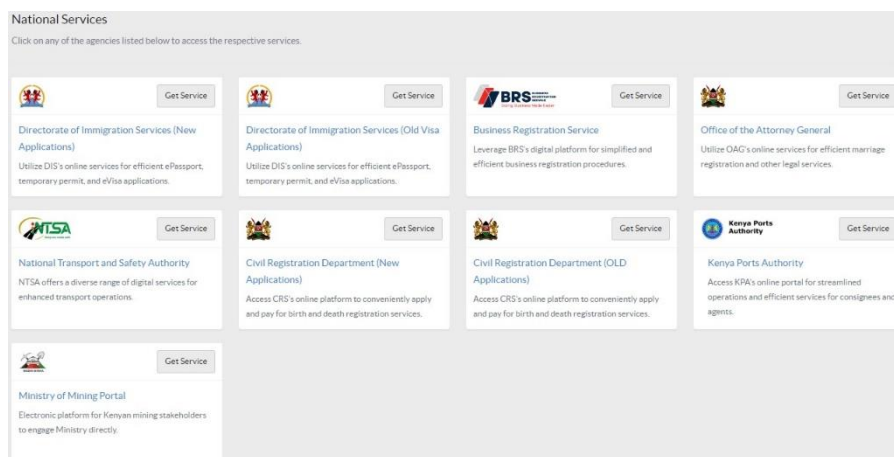 National Services
Click on any of the agencies listed below to access the respective services.
Get Service
Directorate of Immigration Services (New
Applications)
Utilize DIS's online services for efficient ePassport,
temporary permit, and eVisa applications.
Get Service
Directorate of Immigration Services (Old Visa
Applications)
Utilize DIS's online services for efficient ePassport,
temporary permit, and eVisa applications.
BRS
Get Service
Business Registration Service
Leverage BRS's digital platform for simplified and
efficient business registration procedures.
Get Service
Office of the Attorney General
Utilize OAG's online services for efficient marriage
registration and other legal services.
NTSA
Get Service
National Transport and Safety Authority
NTSA offers a diverse range of digital services for
enhanced transport operations.
Get Service
Civil Registration Department (New
Applications)
Access CRS's online platform to conveniently apply
and pay for birth and death registration services.
Get Service
Civil Registration Department (OLD
Applications)
Access CRS's online platform to conveniently apply
and pay for birth and death registration services.
Kenya Ports
Authority
Get Service
Kenya Ports Authority
Access KPA's online portal for streamlined
operations and efficient services for consignees and
agents.
Get Service
Ministry of Mining Portal
Electronic platform for Kenyan mining stakeholders
to engage Ministry directly.